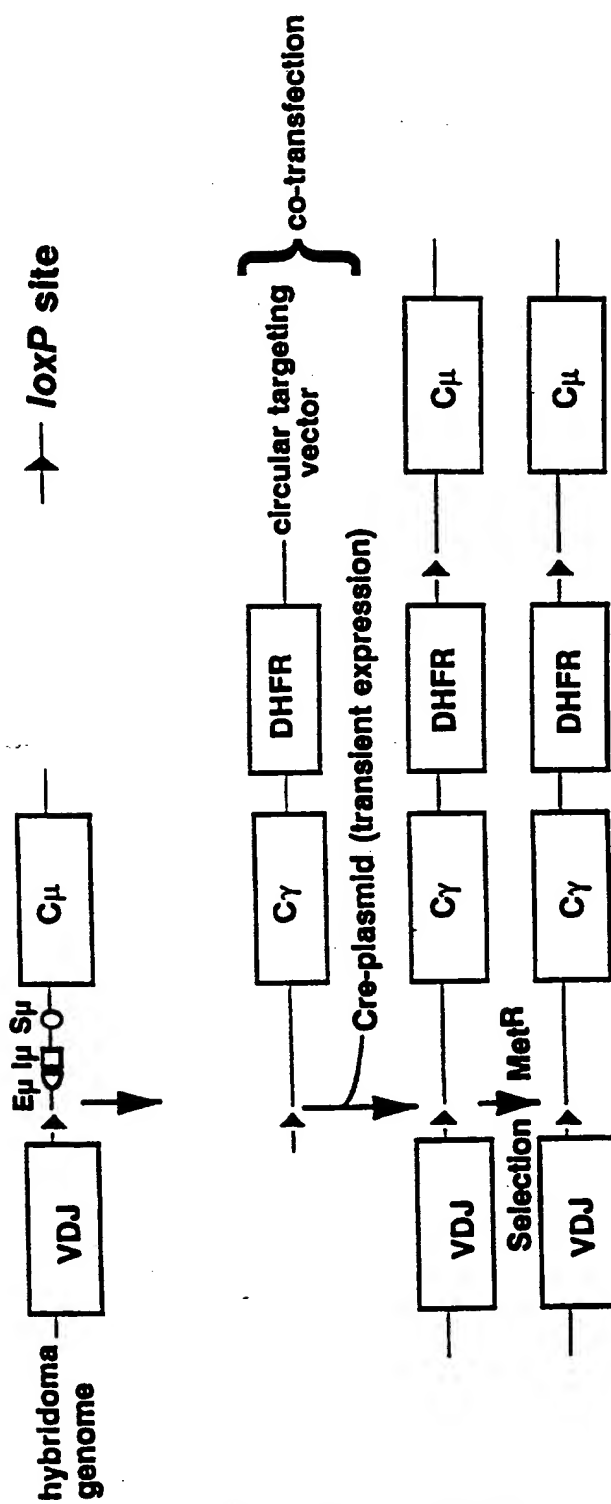 hybridoma
genome
VDJ
Eμ Iμ Sμ
Cμ
loxP site
Cγ
DHFR
circular targeting
vector
co-transfection
Cre-plasmid (transient expression)
VDJ
Cγ
DHFR
Cμ
Selection MetR
VDJ
Cγ
DHFR
Cμ